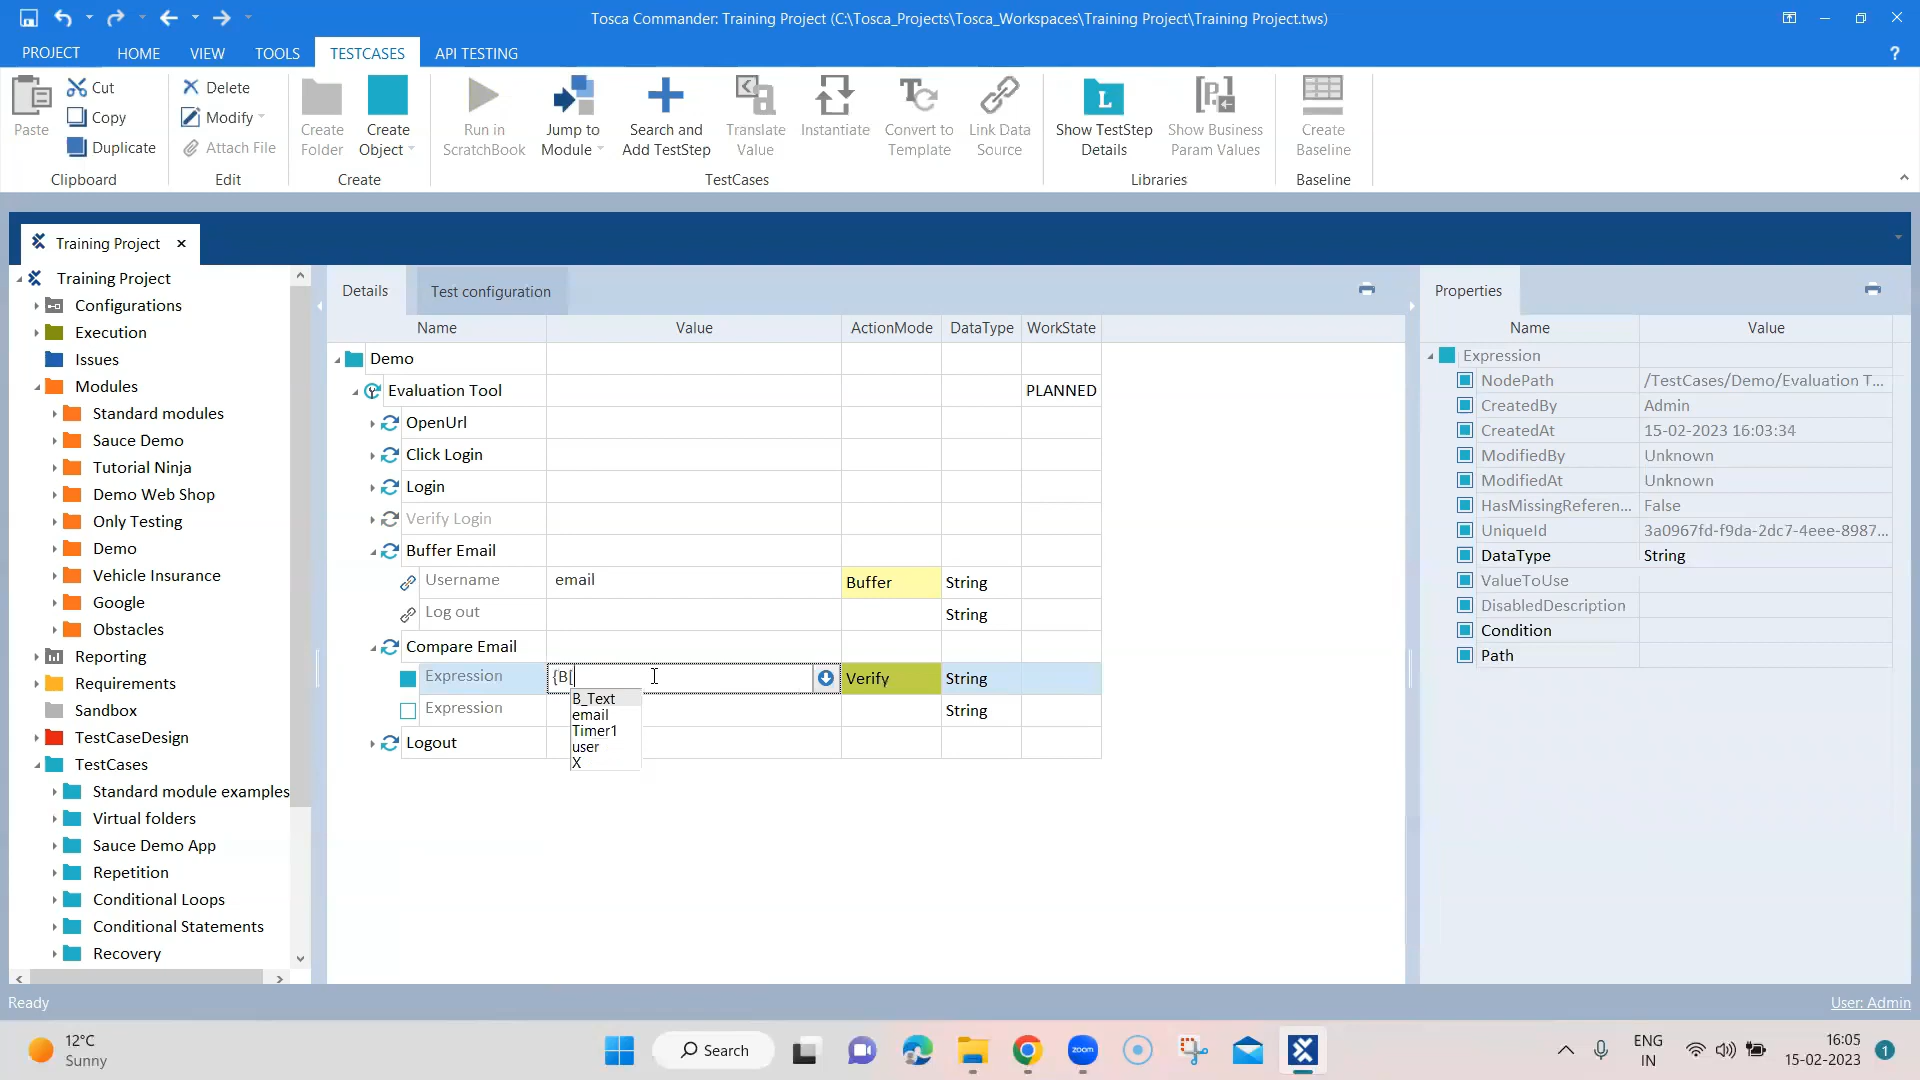 Tosca Commander: Training Project (C:\Tosca_Projects\Tosca_Workspaces\Training Project\Training Project.tws)
PROJECT HOME VIEW TOOLS TESTCASES API TESTING ?
Paste
Cut
Copy
Duplicate
Clipboard
Delete
Modify
Attach File
Edit
Create Folder
Create Object
Create
Run in ScratchBook
Jump to Module
Search and Add TestStep
Translate Value
Instantiate
Convert to Template
Link Data Source
TestCases
L
Show TestStep Details
Show Business Param Values
Libraries
Create Baseline
Baseline
Training Project ×
Training Project
Configurations
Execution
Issues
Modules
Standard modules
Sauce Demo
Tutorial Ninja
Demo Web Shop
Only Testing
Demo
Vehicle Insurance
Google
Obstacles
Reporting
Requirements
Sandbox
TestCaseDesign
TestCases
Standard module examples
Virtual folders
Sauce Demo App
Repetition
Conditional Loops
Conditional Statements
Recovery
Details Test configuration
Name Value ActionMode DataType WorkState
Demo
Evaluation Tool PLANNED
OpenUrl
Click Login
Login
Verify Login
Buffer Email
Username email Buffer String
Log out String
Compare Email
Expression {B[ Verify String
B_Text
email
Timer1
user
X
Expression String
Logout
Properties
Name Value
Expression
NodePath /TestCases/Demo/Evaluation T...
CreatedBy Admin
CreatedAt 15-02-2023 16:03:34
ModifiedBy Unknown
ModifiedAt Unknown
HasMissingReferen... False
UniqueId 3a0967fd-f9da-2dc7-4eee-8987...
DataType String
ValueToUse
DisabledDescription
Condition
Path
Ready User: Admin
12°C
Sunny
Search
zoom
ENG
IN
16:05
15-02-2023
1